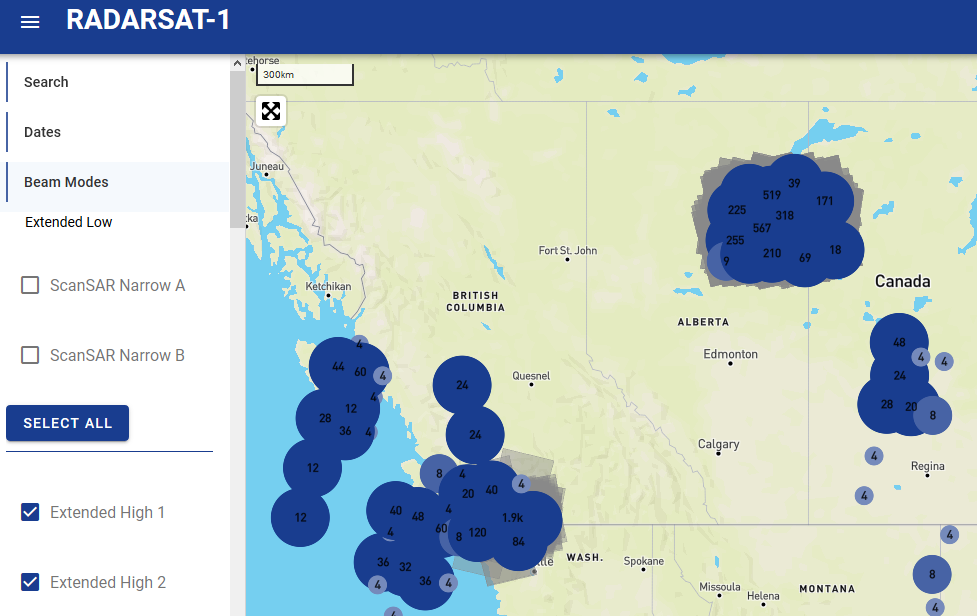 RADARSAT-1
Search
Dates
Beam Modes
Extended Low
ScanSAR Narrow A
ScanSAR Narrow B
SELECT ALL
Extended High 1
Extended High 2
300km
Juneau
Ketchikan
Fort St. John
BRITISH
COLUMBIA
Quesnel
ALBERTA
Edmonton
Calgary
Canada
Regina
WASH.
Spokane
Missoula
Helena
MONTANA
39
519
171
225
318
567
255
210
69
18
9
4
44
60
4
4
12
28
36
4
12
12
24
24
48
4
4
24
28
20
8
4
4
8
4
20
40
4
40
48
4
1.9k
4
60
8
120
84
36
32
4
36
4
4
4
8
4